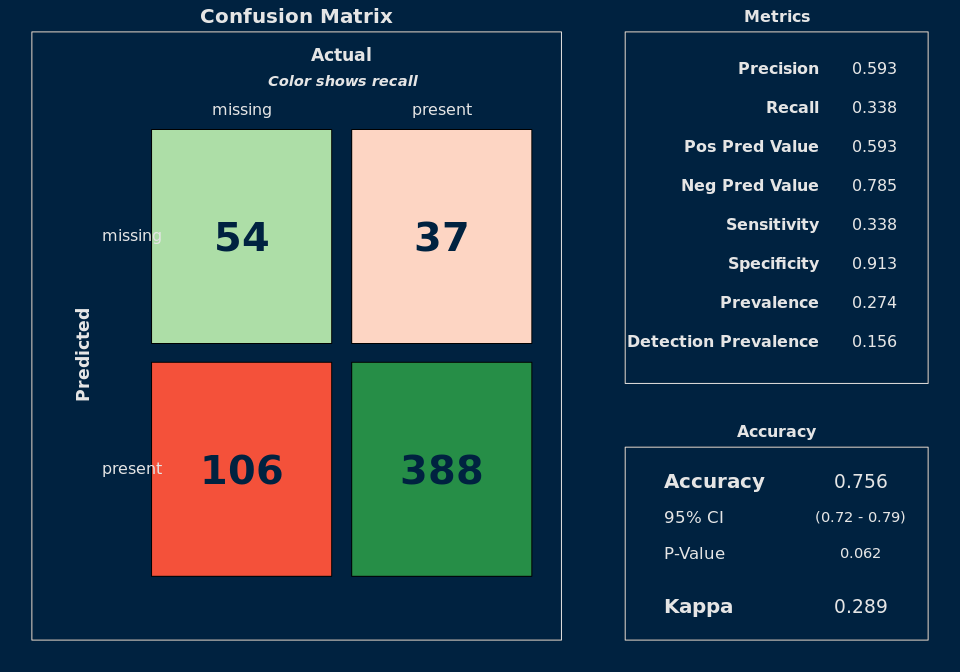 Confusion Matrix
Actual
Color shows recall
missing present
missing 54 37
Predicted
present 106 388
Metrics
Precision 0.593
Recall 0.338
Pos Pred Value 0.593
Neg Pred Value 0.785
Sensitivity 0.338
Specificity 0.913
Prevalence 0.274
Detection Prevalence 0.156
Accuracy
Accuracy 0.756
95% CI (0.72 - 0.79)
P-Value 0.062
Kappa 0.289